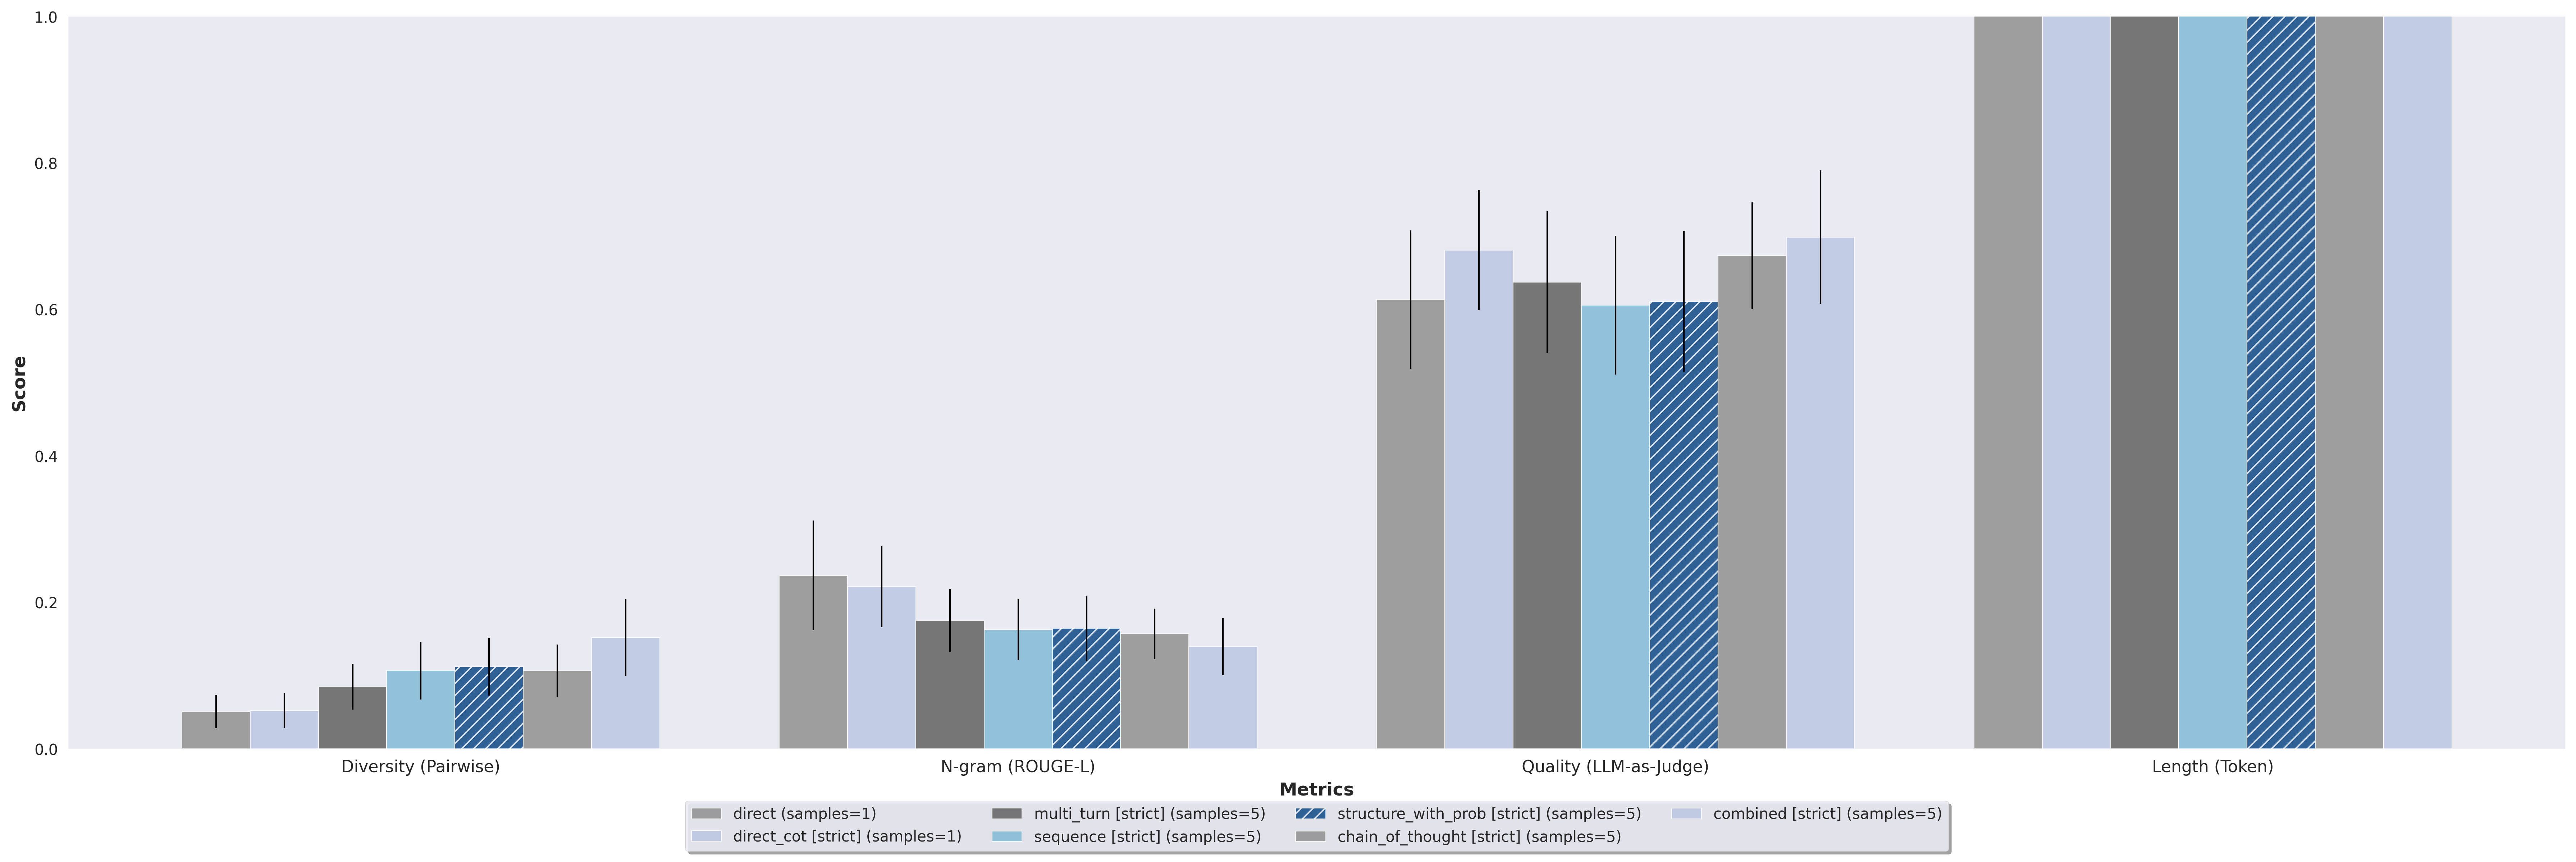 1.0
0.8
0.6
0.4
0.2
0.0
Score
Diversity (Pairwise)
N-gram (ROUGE-L)
Quality (LLM-as-Judge)
Length (Token)
Metrics
direct (samples=1)
direct_cot [strict] (samples=1)
multi_turn [strict] (samples=5)
sequence [strict] (samples=5)
structure_with_prob [strict] (samples=5)
chain_of_thought [strict] (samples=5)
combined [strict] (samples=5)